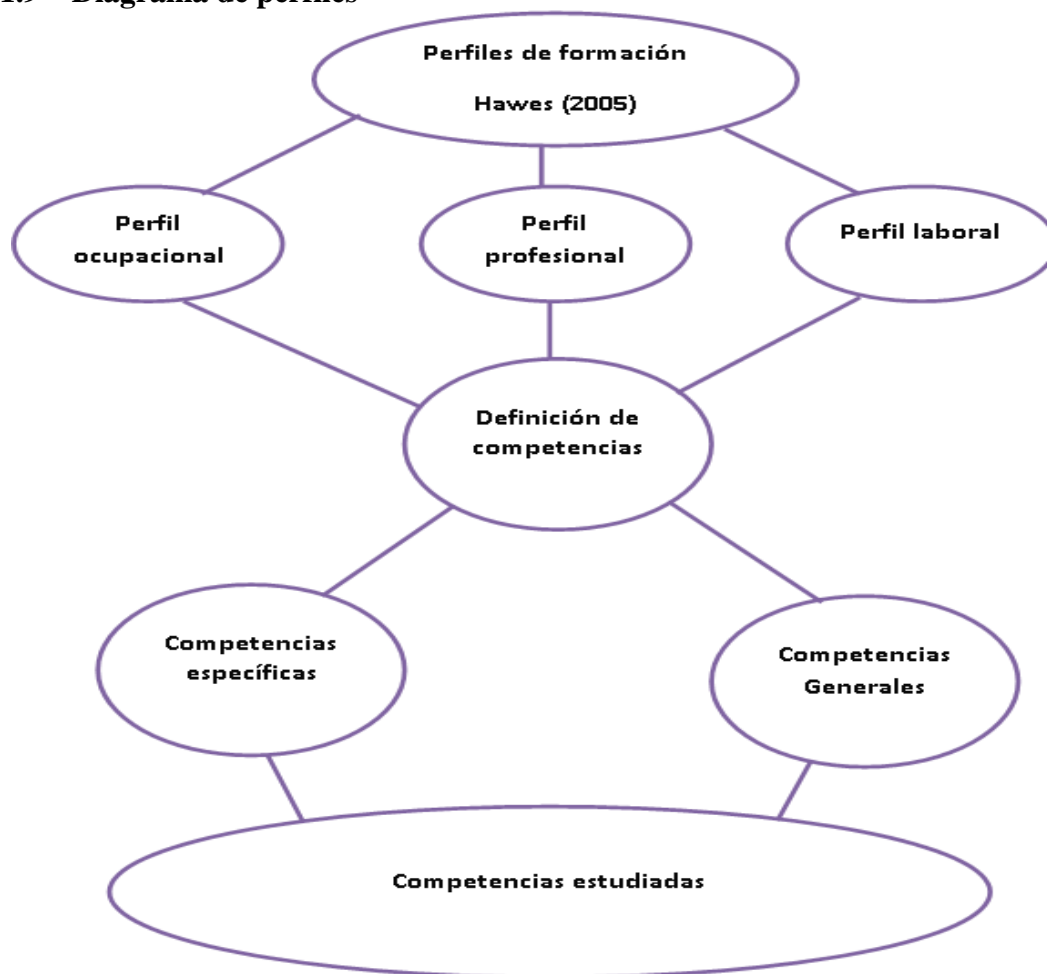 Diagrama de perfiles
Perfiles de formación
Hawes (2005)
Perfil
ocupacional
Perfil
profesional
Perfil laboral
Definición de
competencias
Competencias
específicas
Competencias
Generales
Competencias estudiadas